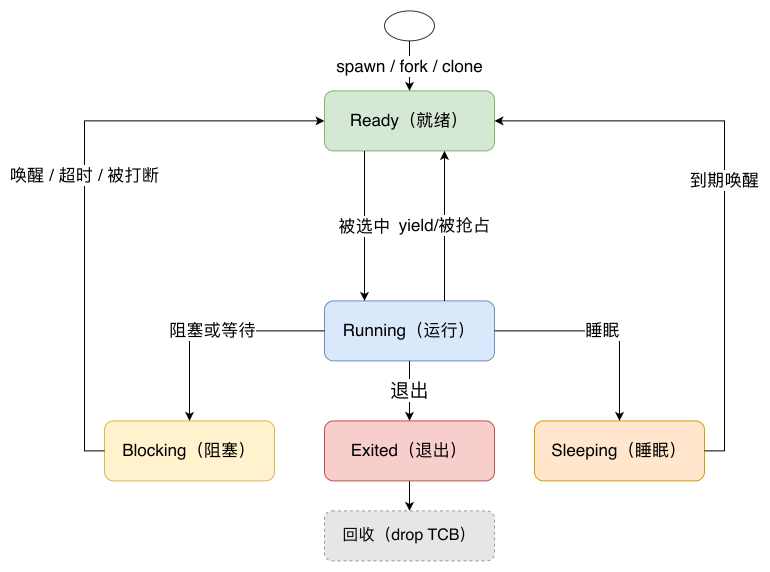 spawn / fork / clone
Ready（就绪）
唤醒 / 超时 / 被打断
到期唤醒
被选中
yield/被抢占
阻塞或等待
Running（运行）
睡眠
退出
Blocking（阻塞）
Exited（退出）
Sleeping（睡眠）
回收（drop TCB）